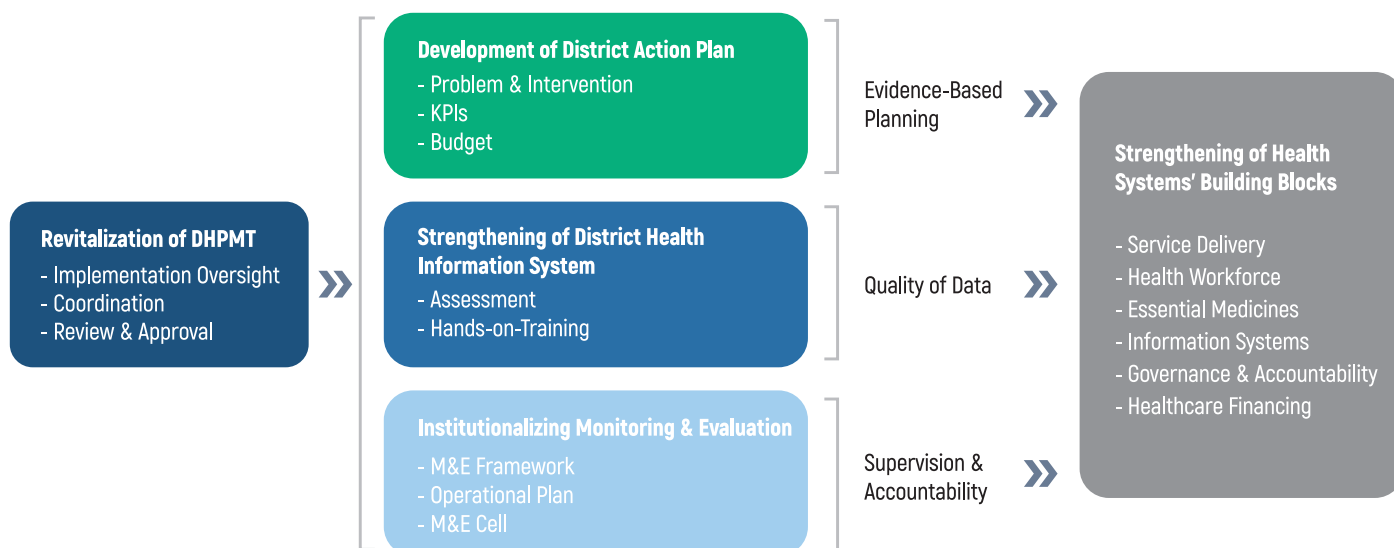 Revitalization of DHPMT
- Implementation Oversight
- Coordination
- Review & Approval
Development of District Action Plan
- Problem & Intervention
- KPIs
- Budget
Strengthening of District Health
Information System
- Assessment
- Hands-on-Training
Institutionalizing Monitoring & Evaluation
- M&E Framework
- Operational Plan
- M&E Cell
Evidence-Based
Planning
Quality of Data
Supervision &
Accountability
Strengthening of Health
Systems' Building Blocks
- Service Delivery
- Health Workforce
- Essential Medicines
- Information Systems
- Governance & Accountability
- Healthcare Financing